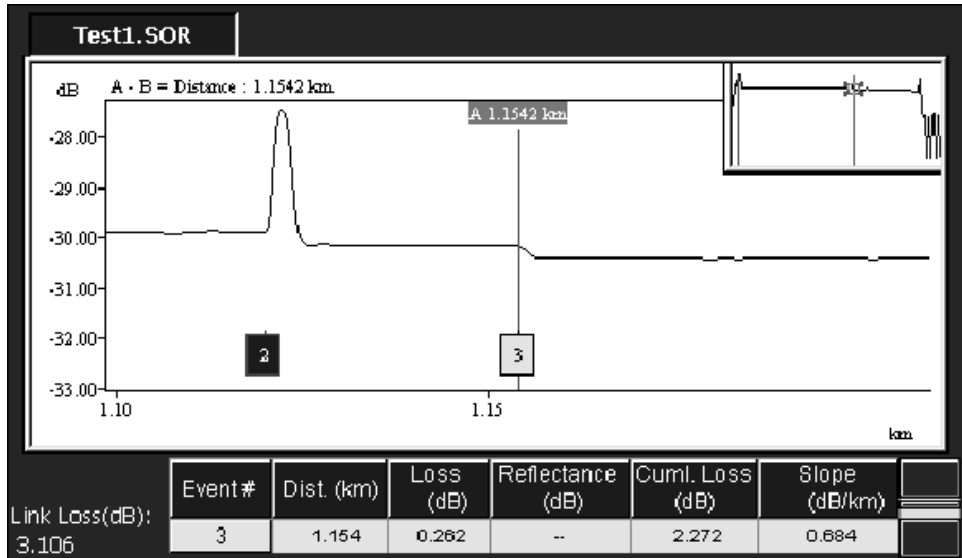 Test1.SOR
dB A - B = Distance : 1.1542 km
A 1.1542 km
-28.00
-29.00
-30.00
-31.00
-32.00
-33.00
2
3
1.10
1.15
km
Link Loss(dB):
3.106
Event# Dist. (km) Loss (dB) Reflectance (dB) Cuml. Loss (dB) Slope (dB/km)
3 1.154 0.262 -- 2.272 0.684